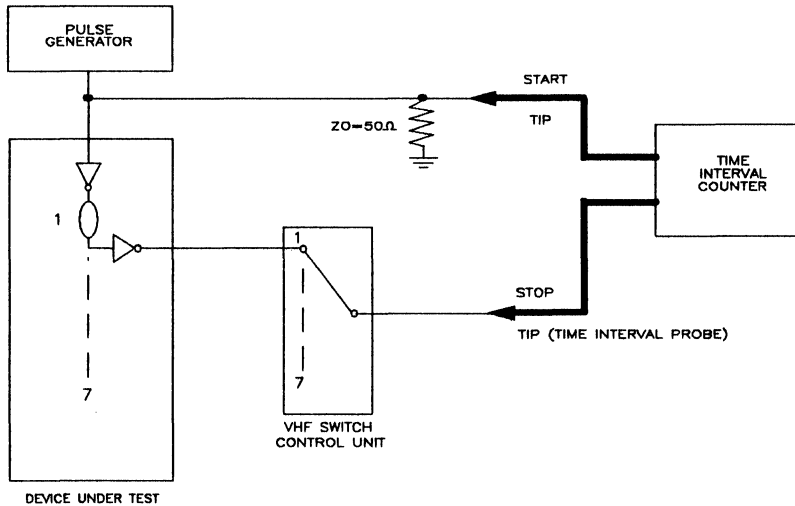 PULSE
GENERATOR
START
TIP
ZO=50Ω
TIME
INTERVAL
COUNTER
1
1
STOP
TIP (TIME INTERVAL PROBE)
7
7
VHF SWITCH
CONTROL UNIT
DEVICE UNDER TEST